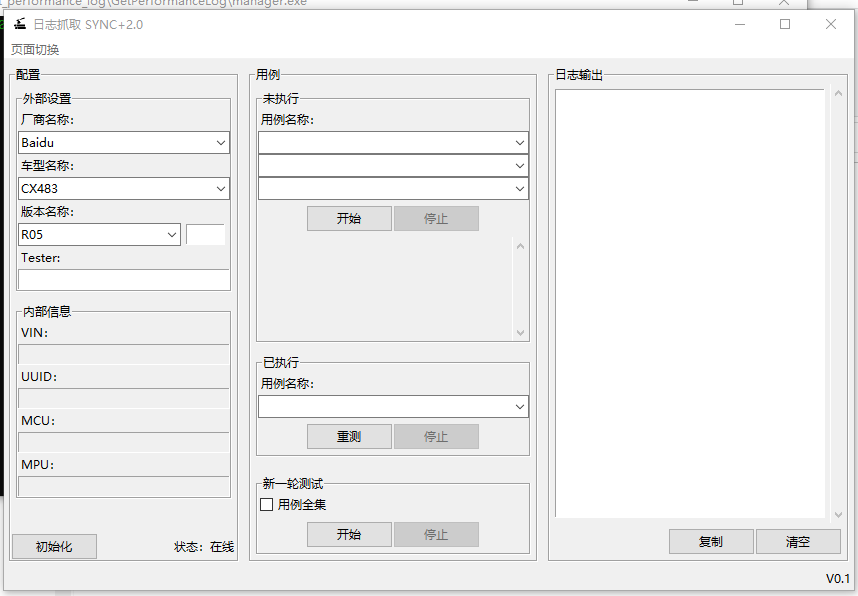 performance_log\GetPerformanceLog\manager.exe
日志抓取 SYNC+2.0
页面切换
配置
外部设置
厂商名称:
Baidu
车型名称:
CX483
版本名称:
R05
Tester:
内部信息
VIN:
UUID:
MCU:
MPU:
初始化
状态: 在线
用例
未执行
用例名称:
开始
停止
已执行
用例名称:
重测
停止
新一轮测试
用例全集
开始
停止
日志输出
复制
清空
V0.1